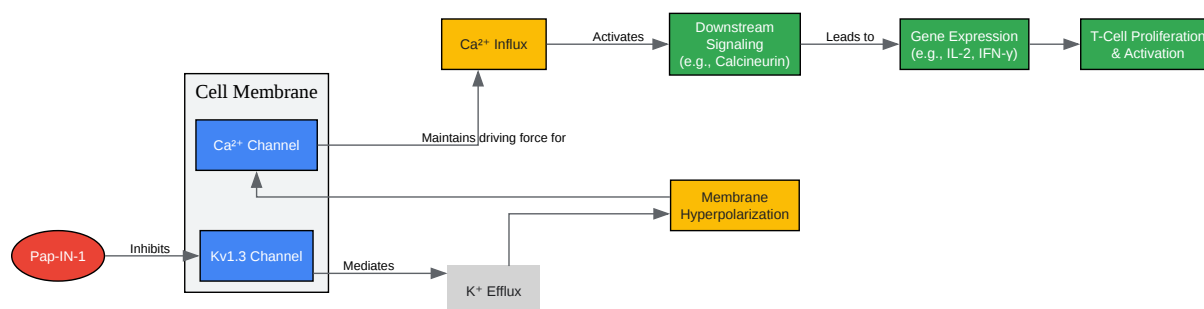 Ca²⁺ Influx
Activates
Downstream
Signaling
(e.g., Calcineurin)
Leads to
Gene Expression
(e.g., IL-2, IFN-γ)
T-Cell Proliferation
& Activation
Cell Membrane
Ca²⁺ Channel
Maintains driving force for
Membrane
Hyperpolarization
Pap-IN-1
Inhibits
Kv1.3 Channel
Mediates
K⁺ Efflux